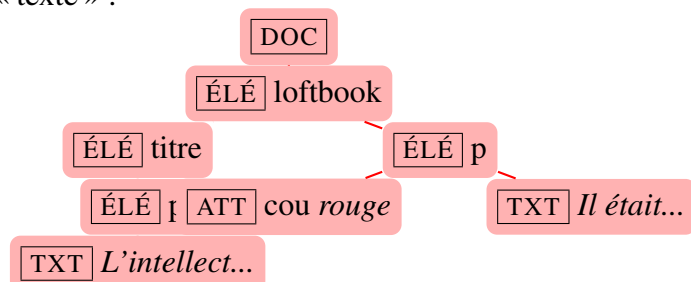 « texte » :
DOC
ÉLÉ loftbook
ÉLÉ titre ÉLÉ p
ÉLÉ ATT cou rouge TXT Il était...
TXT L'intellect...